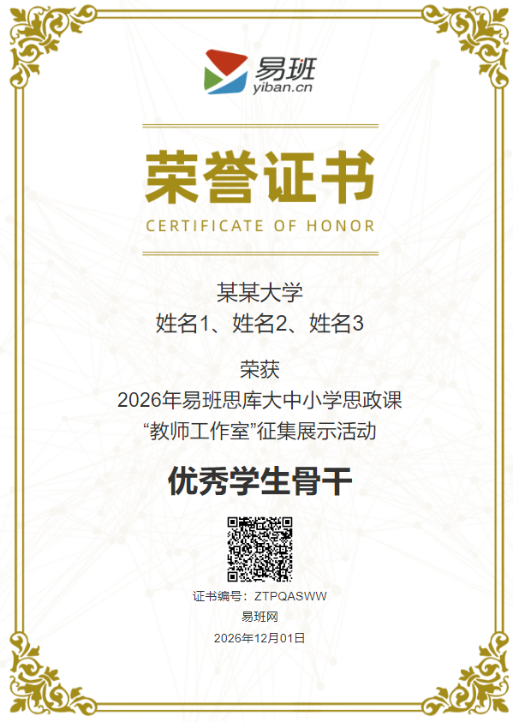 易班
yiban.cn
荣誉证书
CERTIFICATE OF HONOR
某某大学
姓名1、姓名2、姓名3
荣获
2026年易班思库大中小学思政课
“教师工作室”征集展示活动
优秀学生骨干
证书编号：ZTPQASWW
易班网
2026年12月01日